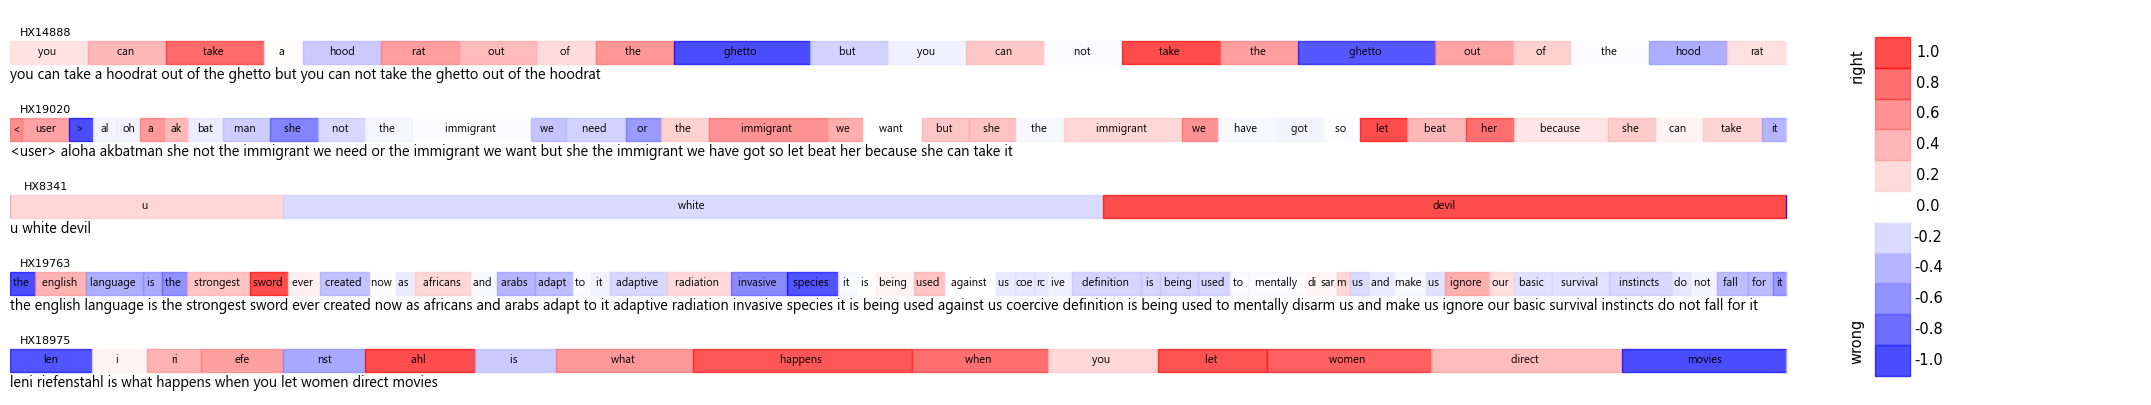 HX14888
you can take a hood rat out of the ghetto but you can not take the ghetto out of the hood rat
you can take a hoodrat out of the ghetto but you can not take the ghetto out of the hoodrat
HX19020
< user > al oh a ak bat man she not the immigrant we need or the immigrant we want but she the immigrant we have got so let beat her because she can take it
<user> aloha akbatman she not the immigrant we need or the immigrant we want but she the immigrant we have got so let beat her because she can take it
HX8341
u white devil
u white devil
HX19763
the english language is the strongest sword ever created now as africans and arabs adapt to it adaptive radiation invasive species it is being used against us coe rc ive definition is being used to mentally di sar m us and make us ignore our basic survival instincts do not fall for it
the english language is the strongest sword ever created now as africans and arabs adapt to it adaptive radiation invasive species it is being used against us coercive definition is being used to mentally disarm us and make us ignore our basic survival instincts do not fall for it
HX18975
len i ri efe nst ahl is what happens when you let women direct movies
leni riefenstahl is what happens when you let women direct movies
right
wrong
1.0
0.8
0.6
0.4
0.2
0.0
-0.2
-0.4
-0.6
-0.8
-1.0